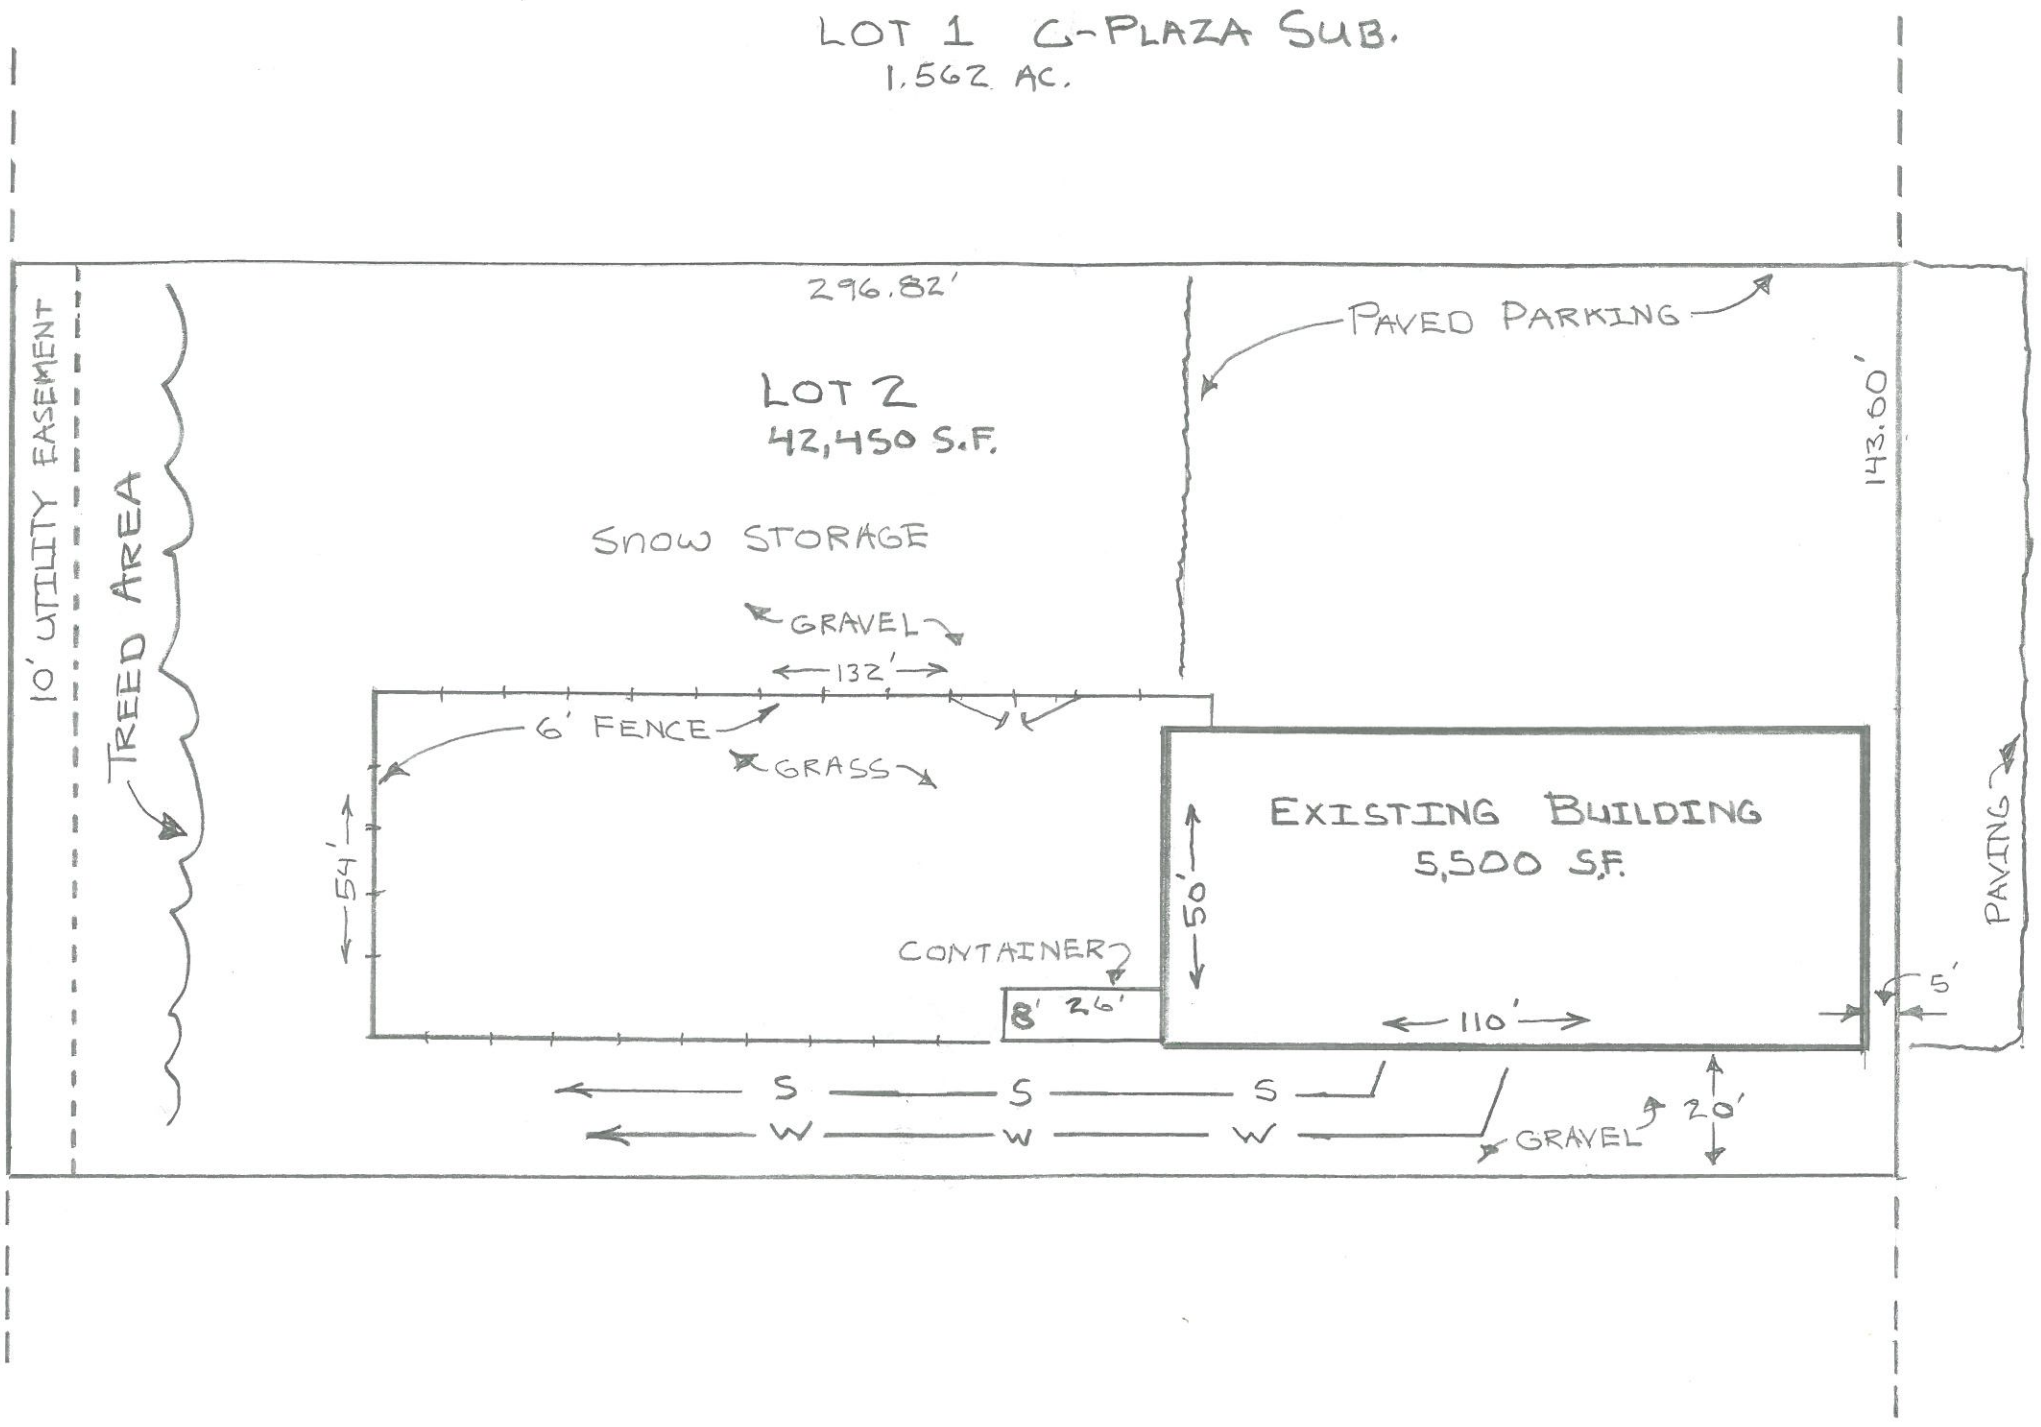 LOT 1 C-PLAZA SUB.
1.562 AC.
296.82'
PAVED PARKING
10' UTILITY EASEMENT
TREED AREA
LOT 2
42,450 S.F.
143.60'
SNOW STORAGE
GRAVEL
132'
6' FENCE
GRASS
54'
EXISTING BUILDING
5,500 S.F.
50'
PAVING
CONTAINER
8' 26'
110'
5'
S S S
W W W
GRAVEL
20'